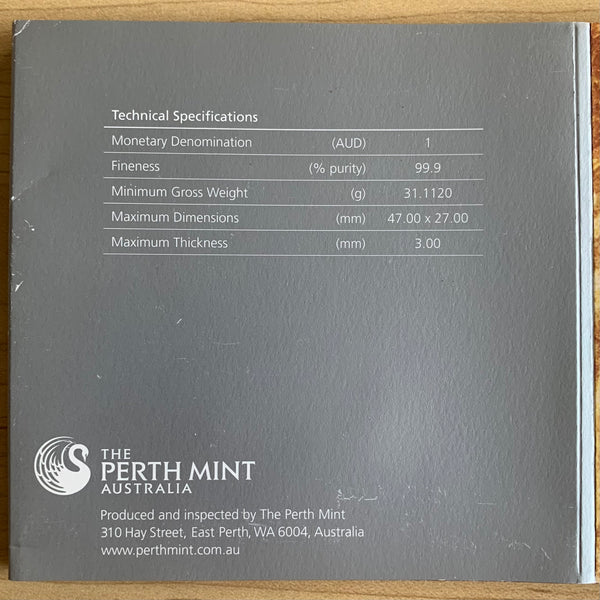 Technical Specifications
Monetary Denomination (AUD) 1
Fineness (% purity) 99.9
Minimum Gross Weight (g) 31.1120
Maximum Dimensions (mm) 47.00 x 27.00
Maximum Thickness (mm) 3.00
THE
PERTH MINT
AUSTRALIA
Produced and inspected by The Perth Mint
310 Hay Street, East Perth, WA 6004, Australia
www.perthmint.com.au